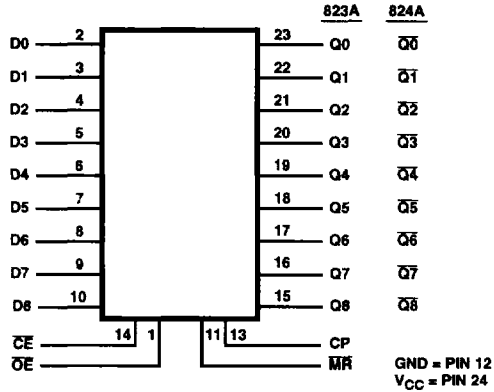 823A 824A
D0 2 23 Q0 Q̅0̅
D1 3 22 Q1 Q̅1̅
D2 4 21 Q2 Q̅2̅
D3 5 20 Q3 Q̅3̅
D4 6 19 Q4 Q̅4̅
D5 7 18 Q5 Q̅5̅
D6 8 17 Q6 Q̅6̅
D7 9 16 Q7 Q̅7̅
D8 10 15 Q8 Q̅8̅
C̅E̅ 14 1 11 13 CP
O̅E̅ M̅R̅
GND = PIN 12
VCC = PIN 24